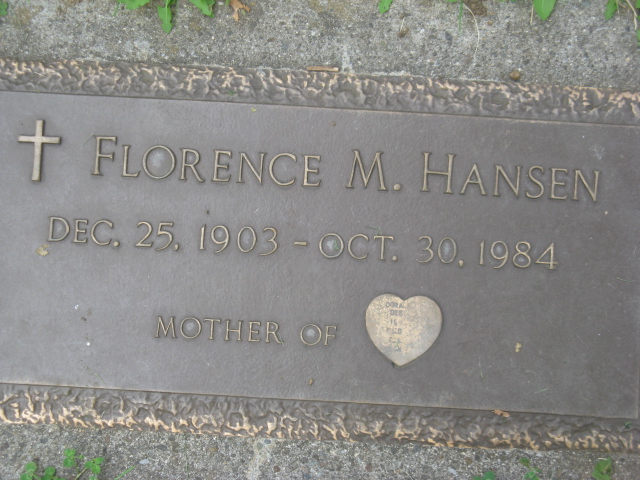 FLORENCE M. HANSEN
DEC. 25, 1903 - OCT. 30, 1984
MOTHER OF